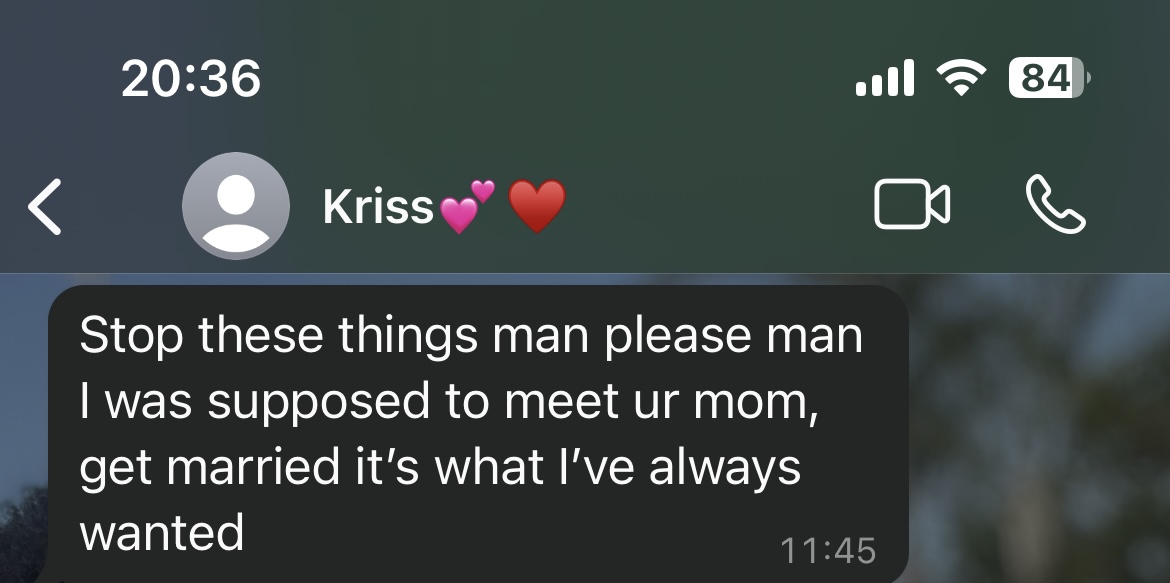 20:36
84
Kriss💕♥️
Stop these things man please man
I was supposed to meet ur mom,
get married it’s what I’ve always
wanted
11:45